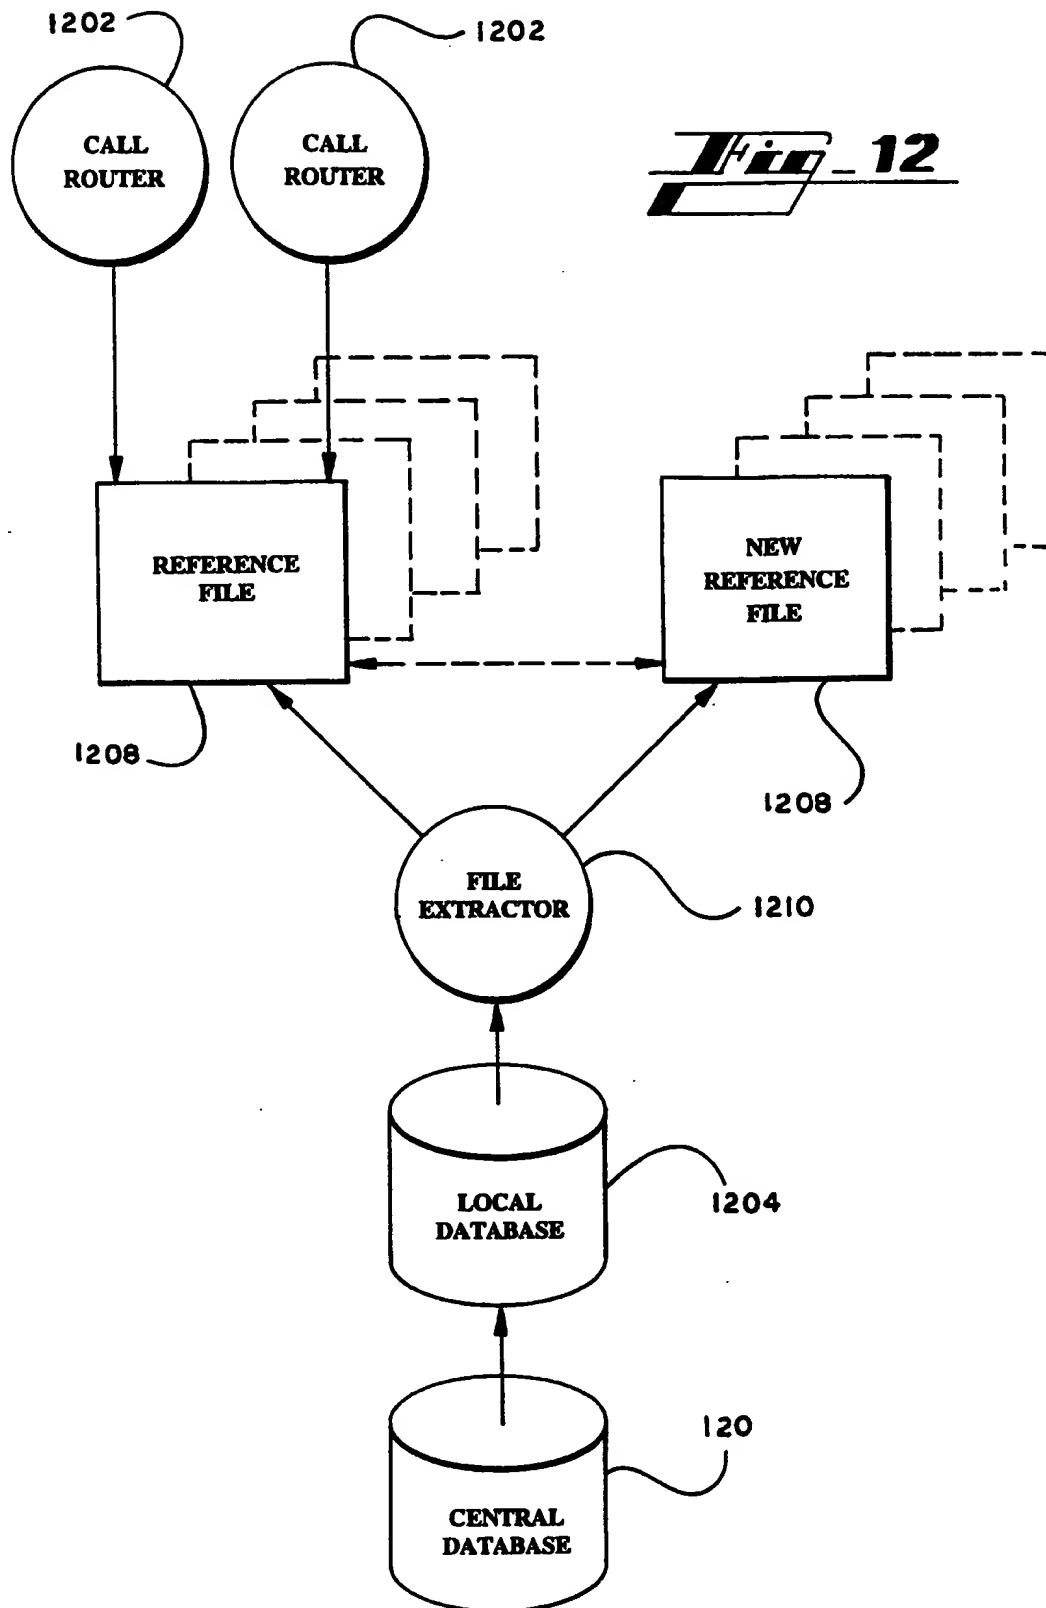 1202
1202
CALL
ROUTER
CALL
ROUTER
Fig_12
REFERENCE
FILE
NEW
REFERENCE
FILE
1208
1208
FILE
EXTRACTOR
1210
LOCAL
DATABASE
1204
CENTRAL
DATABASE
120